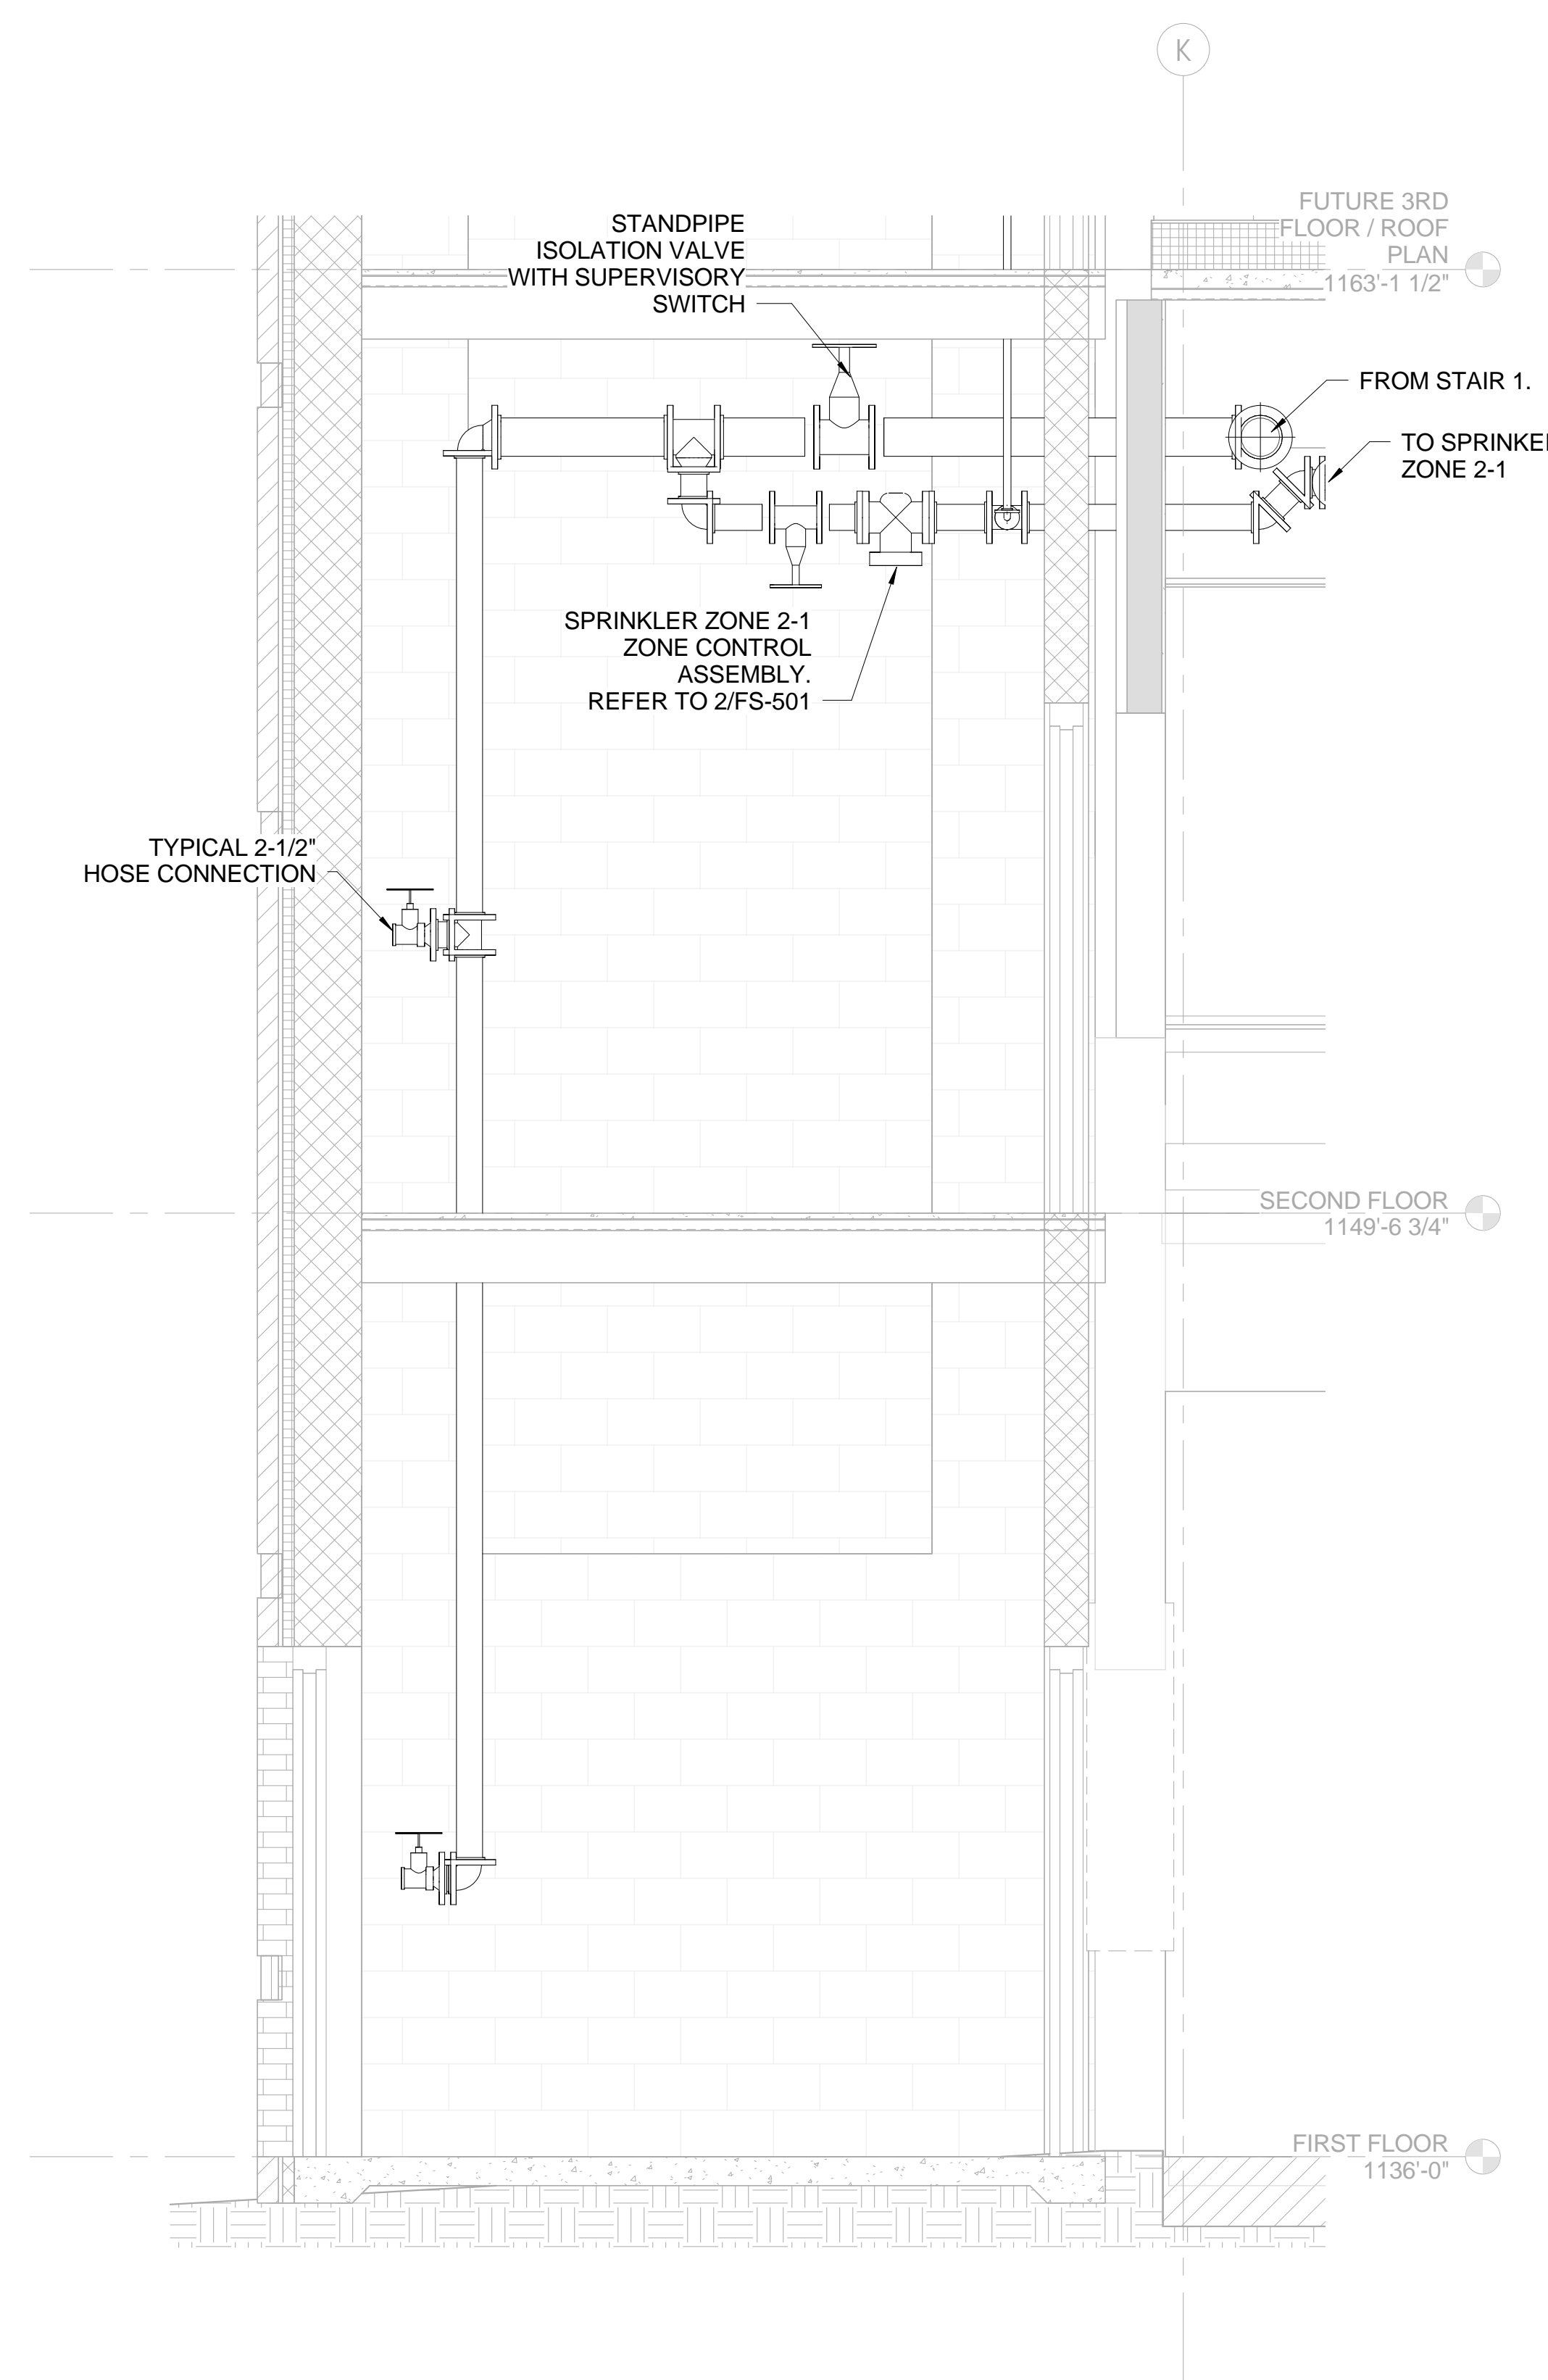 K
FUTURE 3RD
FLOOR / ROOF
PLAN
1163'-1 1/2"
STANDPIPE
ISOLATION VALVE
WITH SUPERVISORY
SWITCH
FROM STAIR 1.
TO SPRINKE
ZONE 2-1
SPRINKLER ZONE 2-1
ZONE CONTROL
ASSEMBLY.
REFER TO 2/FS-501
TYPICAL 2-1/2"
HOSE CONNECTION
SECOND FLOOR
1149'-6 3/4"
FIRST FLOOR
1136'-0"